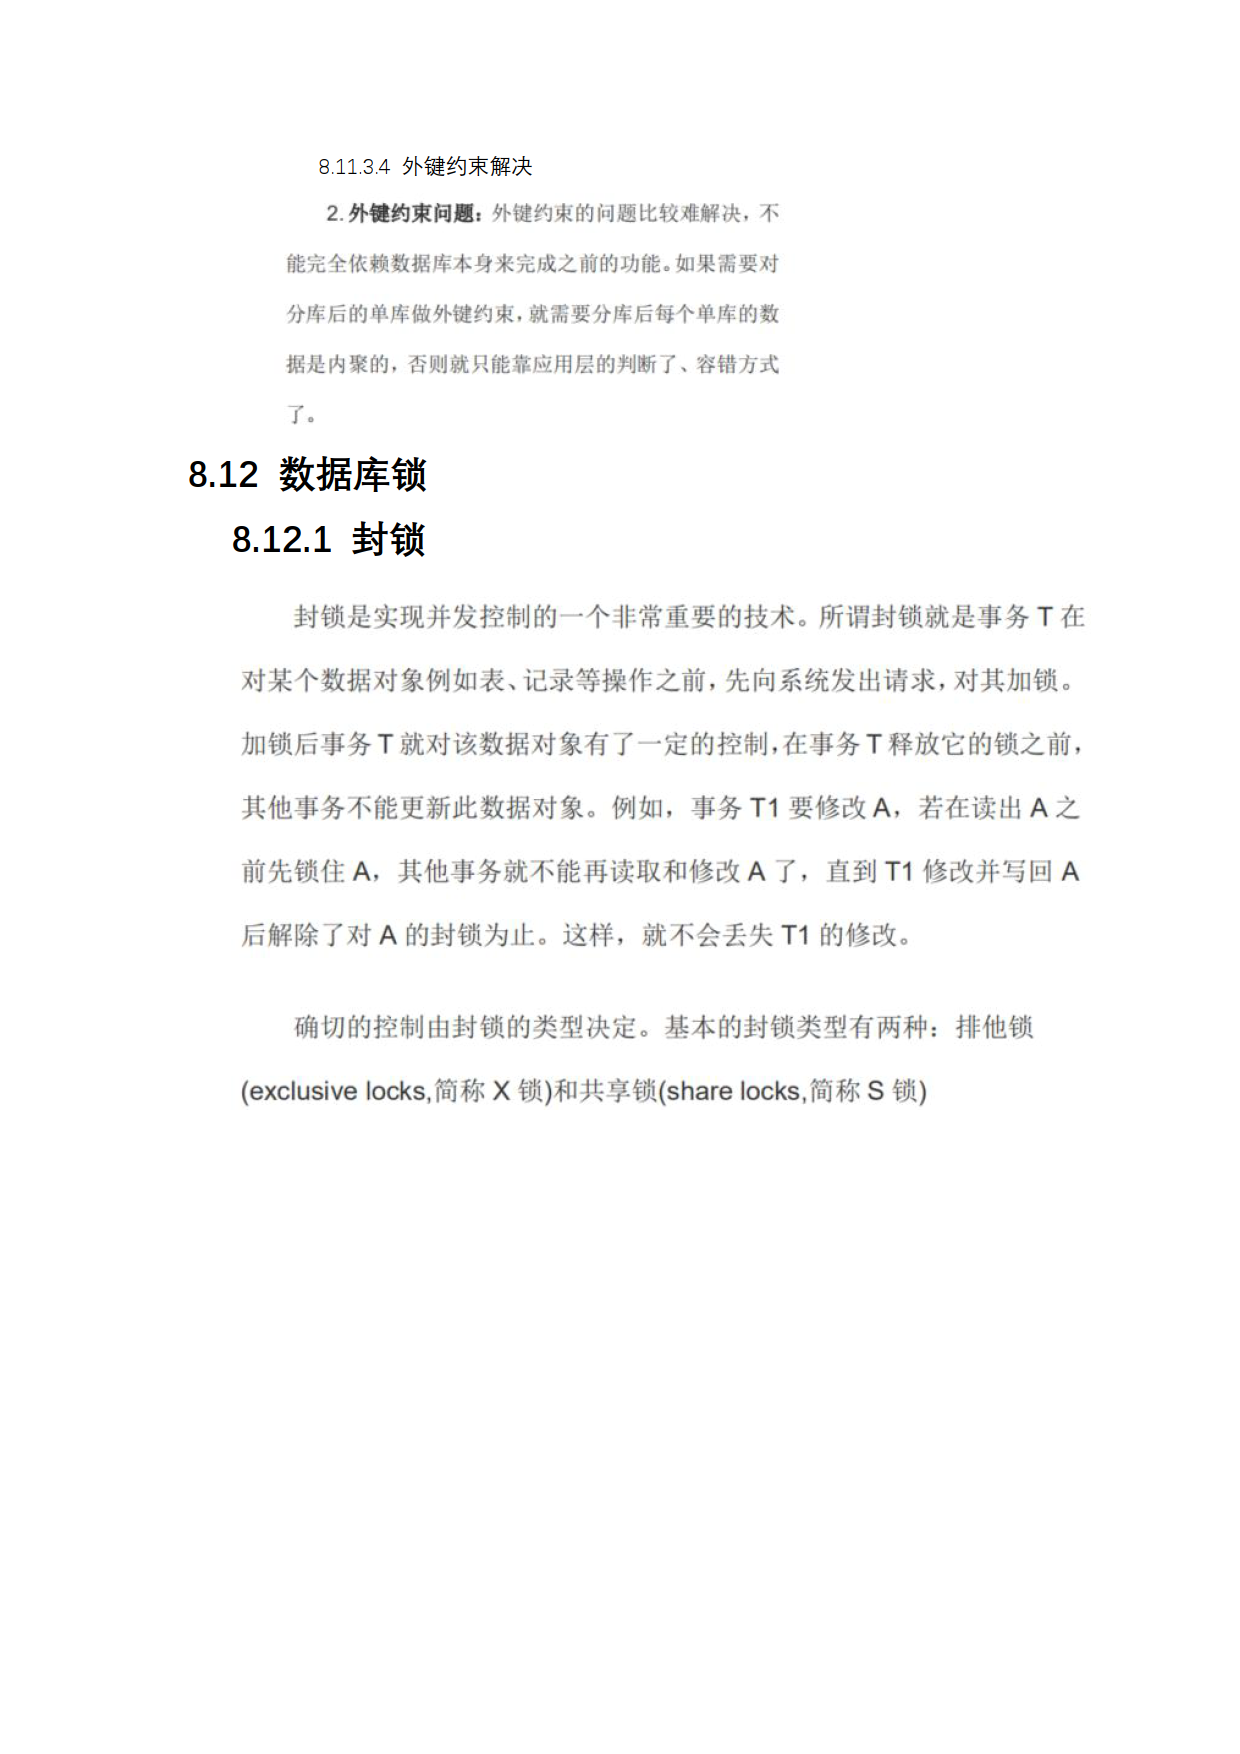 8.11.3.4 外键约束解决
2. 外键约束问题：外键约束的问题比较难解决，不
能完全依赖数据库本身来完成之前的功能。如果需要对
分库后的单库做外键约束，就需要分库后每个单库的数
据是内聚的，否则就只能靠应用层的判断了、容错方式
了。
8.12 数据库锁
8.12.1 封锁
封锁是实现并发控制的一个非常重要的技术。所谓封锁就是事务 T 在
对某个数据对象例如表、记录等操作之前，先向系统发出请求，对其加锁。
加锁后事务 T 就对该数据对象有了一定的控制，在事务 T 释放它的锁之前，
其他事务不能更新此数据对象。例如，事务 T1 要修改 A，若在读出 A 之
前先锁住 A，其他事务就不能再读取和修改 A 了，直到 T1 修改并写回 A
后解除了对 A 的封锁为止。这样，就不会丢失 T1 的修改。
确切的控制由封锁的类型决定。基本的封锁类型有两种：排他锁
(exclusive locks,简称 X 锁)和共享锁(share locks,简称 S 锁)